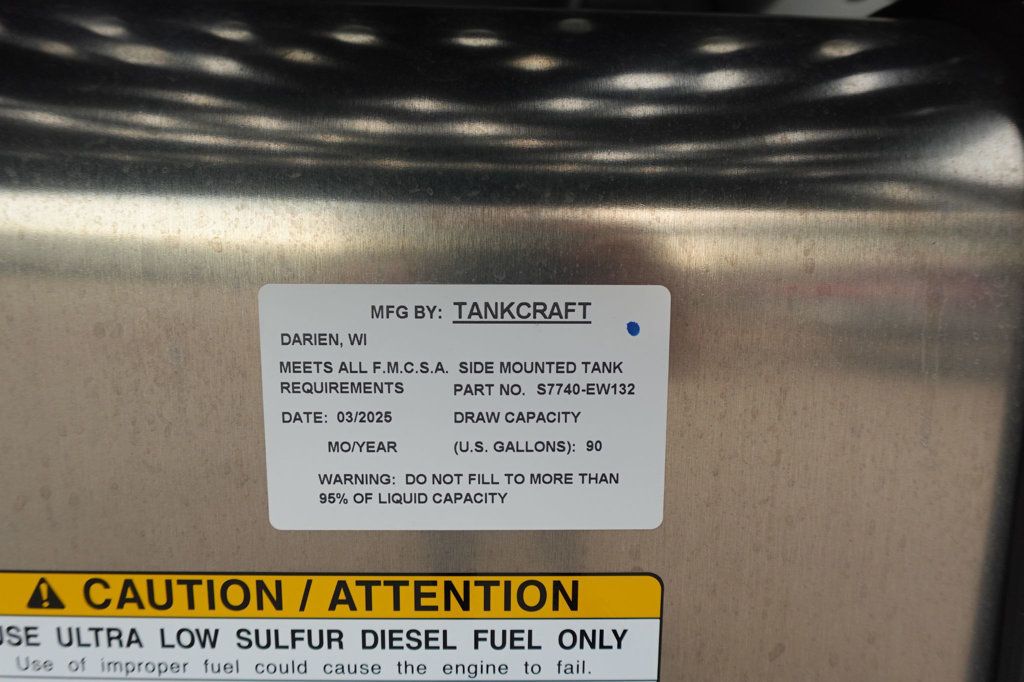 MFG BY: TANKCRAFT
DARIEN, WI
MEETS ALL F.M.C.S.A. SIDE MOUNTED TANK
REQUIREMENTS PART NO. S7740-EW132
DATE: 03/2025 DRAW CAPACITY
MO/YEAR (U.S. GALLONS): 90
WARNING: DO NOT FILL TO MORE THAN
95% OF LIQUID CAPACITY
CAUTION / ATTENTION
USE ULTRA LOW SULFUR DIESEL FUEL ONLY
Use of improper fuel could cause the engine to fail.